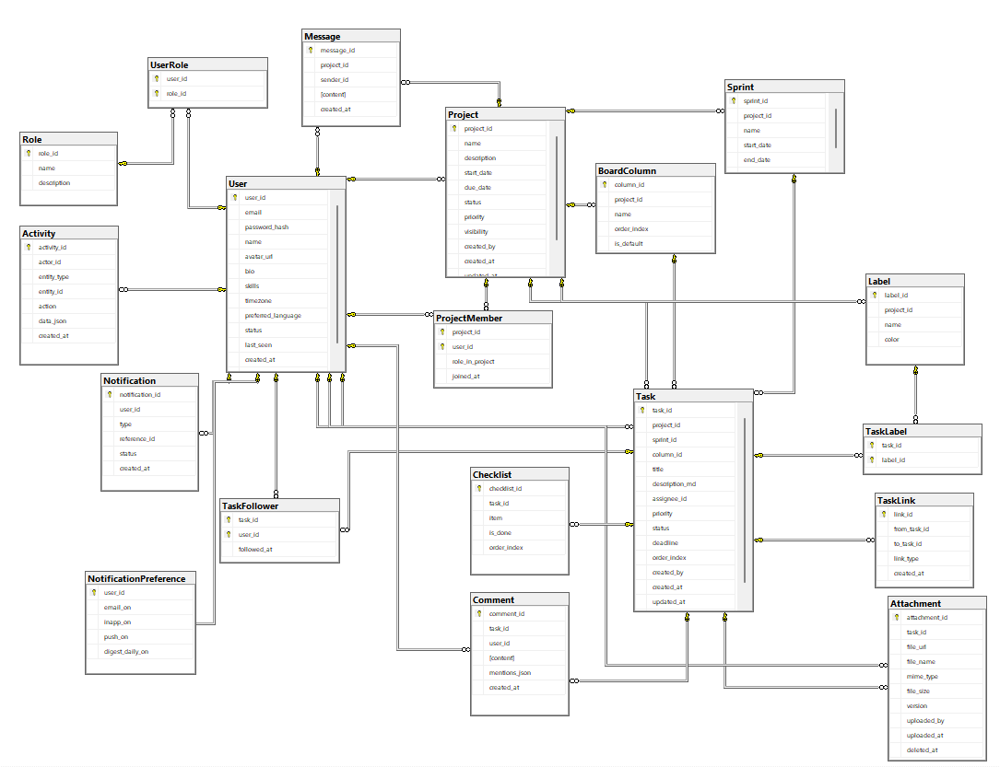 Message
message_id
project_id
sender_id
[content]
created_at
UserRole
user_id
role_id
Sprint
sprint_id
project_id
name
start_date
end_date
Project
project_id
name
description
start_date
due_date
status
priority
visibility
created_by
created_at
updated_at
Role
role_id
name
description
BoardColumn
column_id
project_id
name
order_index
is_default
User
user_id
email
password_hash
name
avatar_url
bio
skills
timezone
preferred_language
status
last_seen
created_at
Activity
activity_id
actor_id
entity_type
entity_id
action
data_json
created_at
Label
label_id
project_id
name
color
ProjectMember
project_id
user_id
role_in_project
joined_at
Notification
notification_id
user_id
type
reference_id
status
created_at
Task
task_id
project_id
sprint_id
column_id
title
description_md
assignee_id
priority
status
deadline
order_index
created_by
created_at
updated_at
TaskLabel
task_id
label_id
Checklist
checklist_id
task_id
item
is_done
order_index
TaskFollower
task_id
user_id
followed_at
TaskLink
link_id
from_task_id
to_task_id
link_type
created_at
NotificationPreference
user_id
email_on
inapp_on
push_on
digest_daily_on
Comment
comment_id
task_id
user_id
[content]
mentions_json
created_at
Attachment
attachment_id
task_id
file_url
file_name
mime_type
file_size
version
uploaded_by
uploaded_at
deleted_at